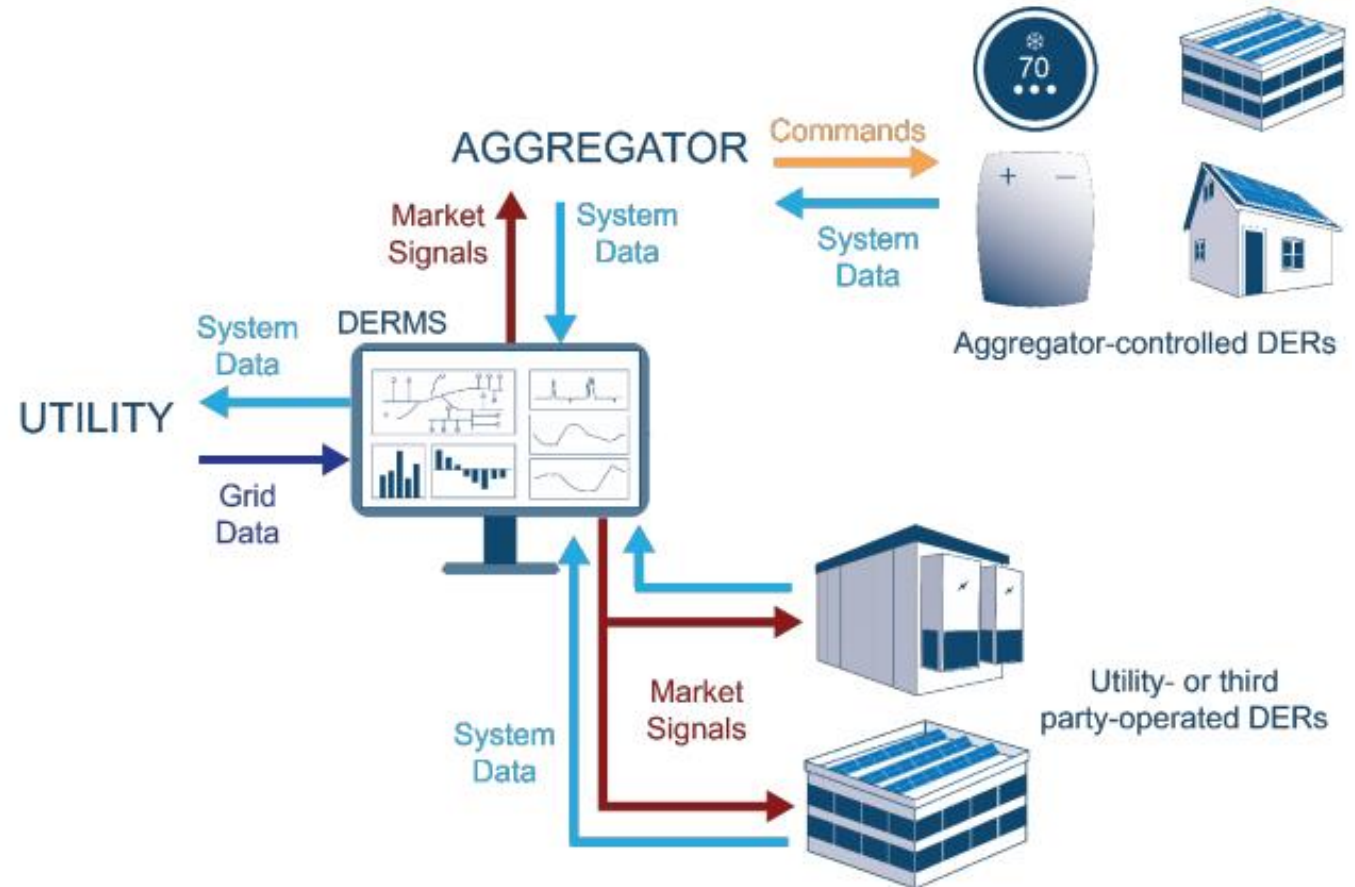 70
AGGREGATOR
Commands
+ −
Market
Signals
System
Data
System
Data
Aggregator-controlled DERs
System
Data
DERMS
UTILITY
Grid
Data
Market
Signals
System
Data
Utility- or third
party-operated DERs